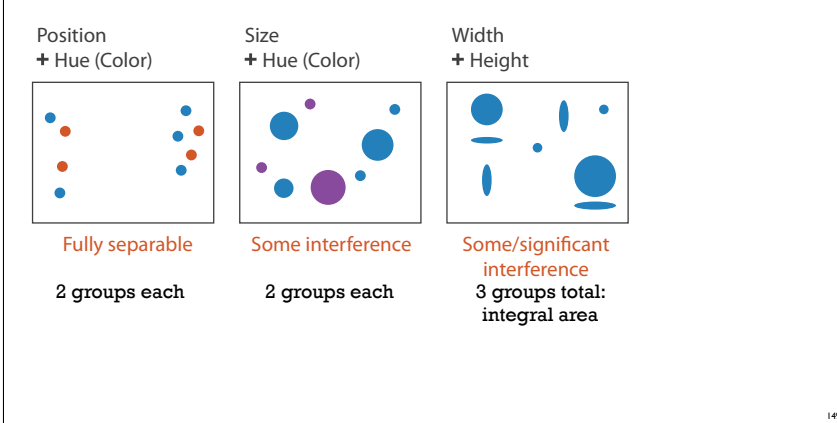 Position
+ Hue (Color)
Size
+ Hue (Color)
Width
+ Height
Fully separable
Some interference
Some/significant
interference
2 groups each
2 groups each
3 groups total:
integral area